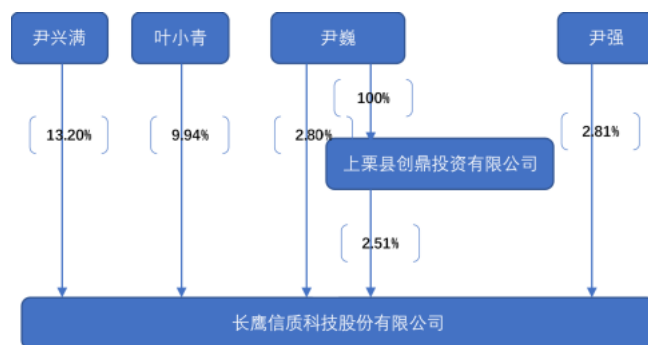 尹兴满
叶小青
尹巍
尹强
100%
13.20%
9.94%
2.80%
2.81%
上栗县创鼎投资有限公司
2.51%
长鹰信质科技股份有限公司